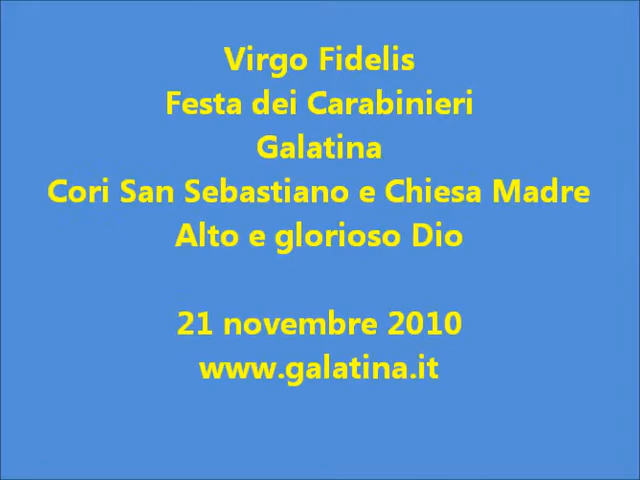 Virgo Fidelis
Festa dei Carabinieri
Galatina
Cori San Sebastiano e Chiesa Madre
Alto e glorioso Dio
21 novembre 2010
www.galatina.it